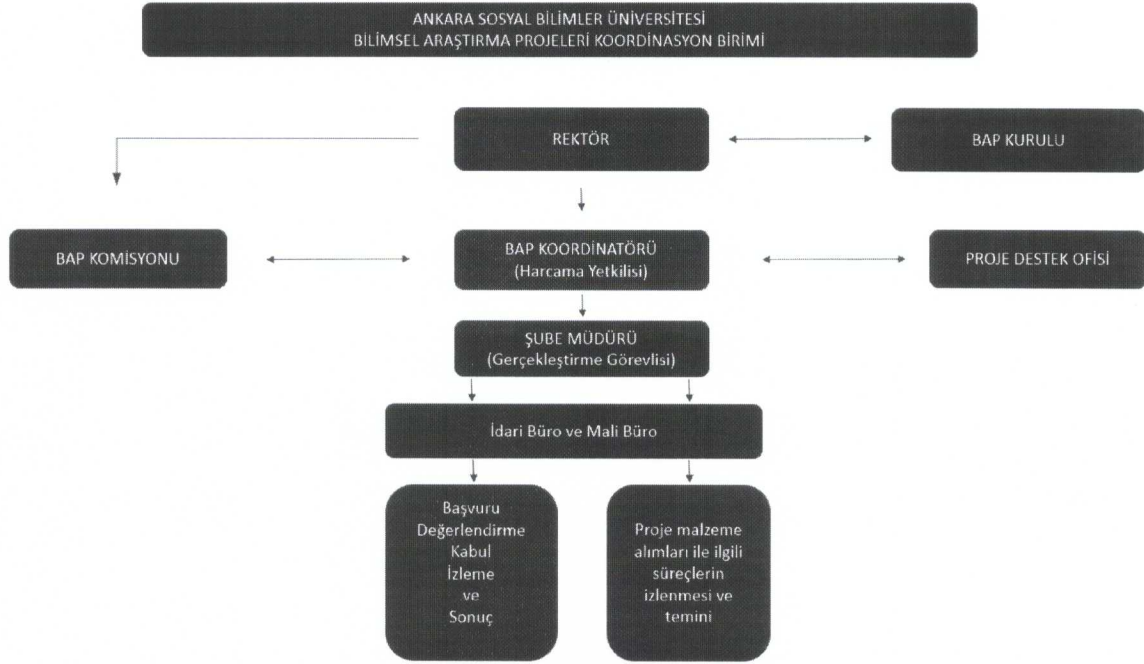 ANKARA SOSYAL BİLİMLER ÜNİVERSİTESİ
BİLİMSEL ARAŞTIRMA PROJELERİ KOORDİNASYON BİRİMİ
REKTÖR
BAP KURULU
BAP KOMİSYONU
BAP KOORDİNATÖRÜ
(Harcama Yetkilisi)
PROJE DESTEK OFİSİ
ŞUBE MÜDÜRÜ
(Gerçekleştirme Görevlisi)
İdari Büro ve Mali Büro
Başvuru
Değerlendirme
Kabul
İzleme
ve
Sonuç
Proje malzeme
alımları ile ilgili
süreçlerin
izlenmesi ve
temini